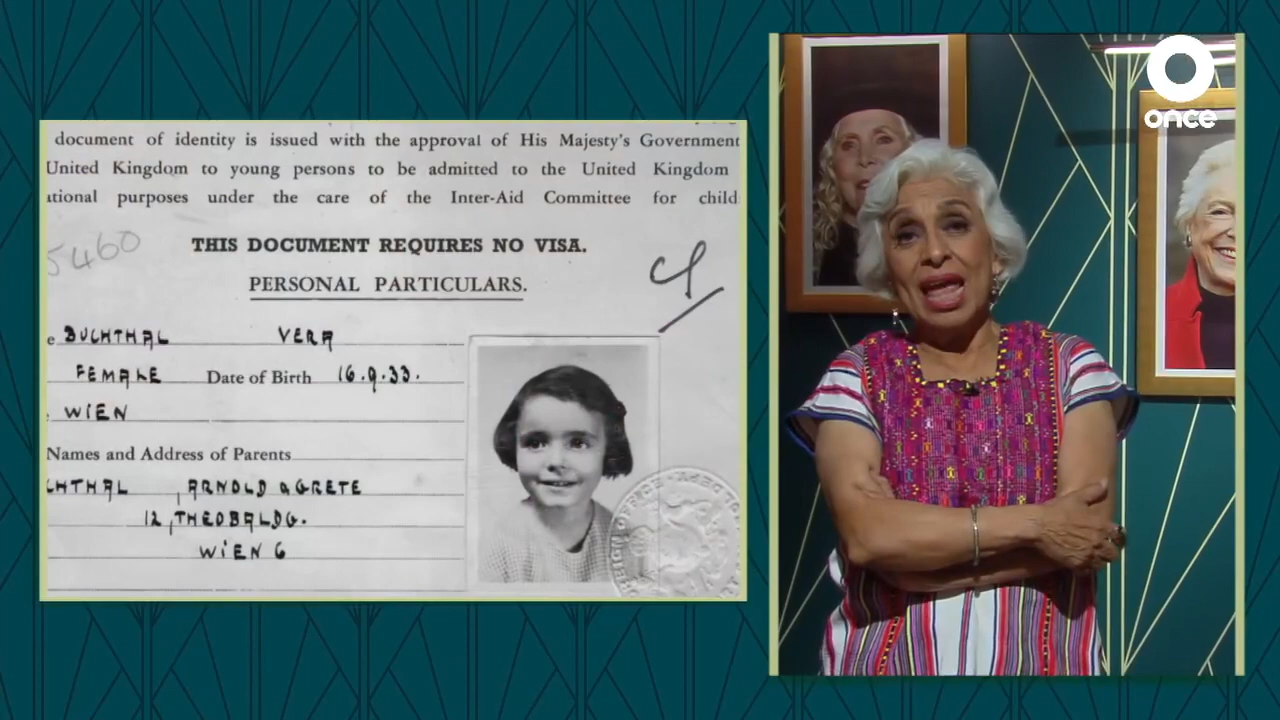 document of identity is issued with the approval of His Majesty's Government
United Kingdom to young persons to be admitted to the United Kingdom
ational purposes under the care of the Inter-Aid Committee for child
5460
THIS DOCUMENT REQUIRES NO VISA.
PERSONAL PARTICULARS.
e BUCHTHAL VERA
FEMALE Date of Birth 16.9.33.
WIEN
Names and Address of Parents
CHTHAL, ARNOLD & GRETE
12, THEOBALDG.
WIEN 6
once